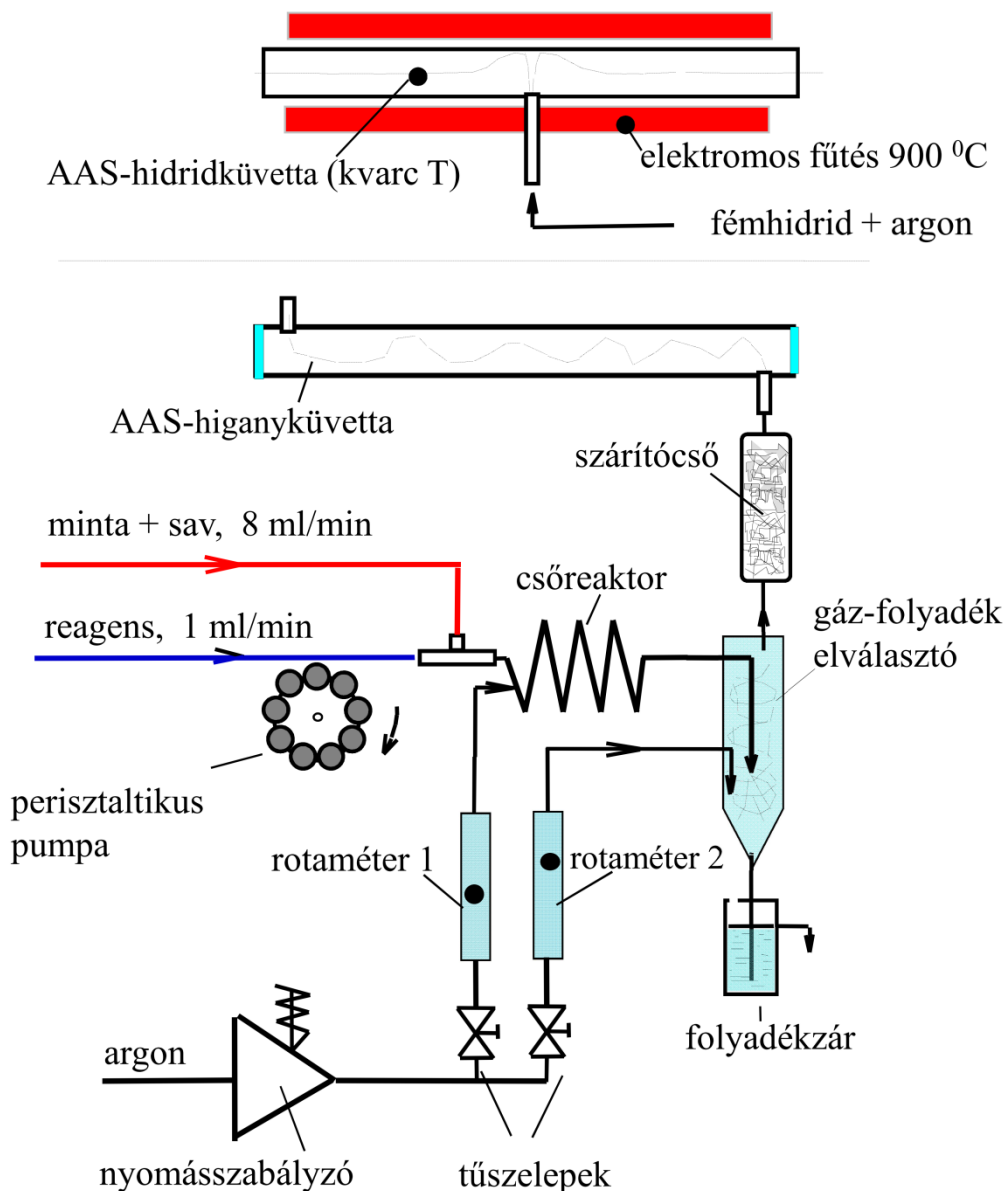 elektromos fűtés 900 ⁰C
AAS-hidridküvetta (kvarc T)
fémhidrid + argon
AAS-higanyküvetta
szárítócső
minta + sav, 8 ml/min
csőreaktor
gáz-folyadék
elválasztó
reagens, 1 ml/min
perisztaltikus
pumpa
rotaméter 1
rotaméter 2
folyadékzár
argon
nyomásszabályzó
tűszelepek